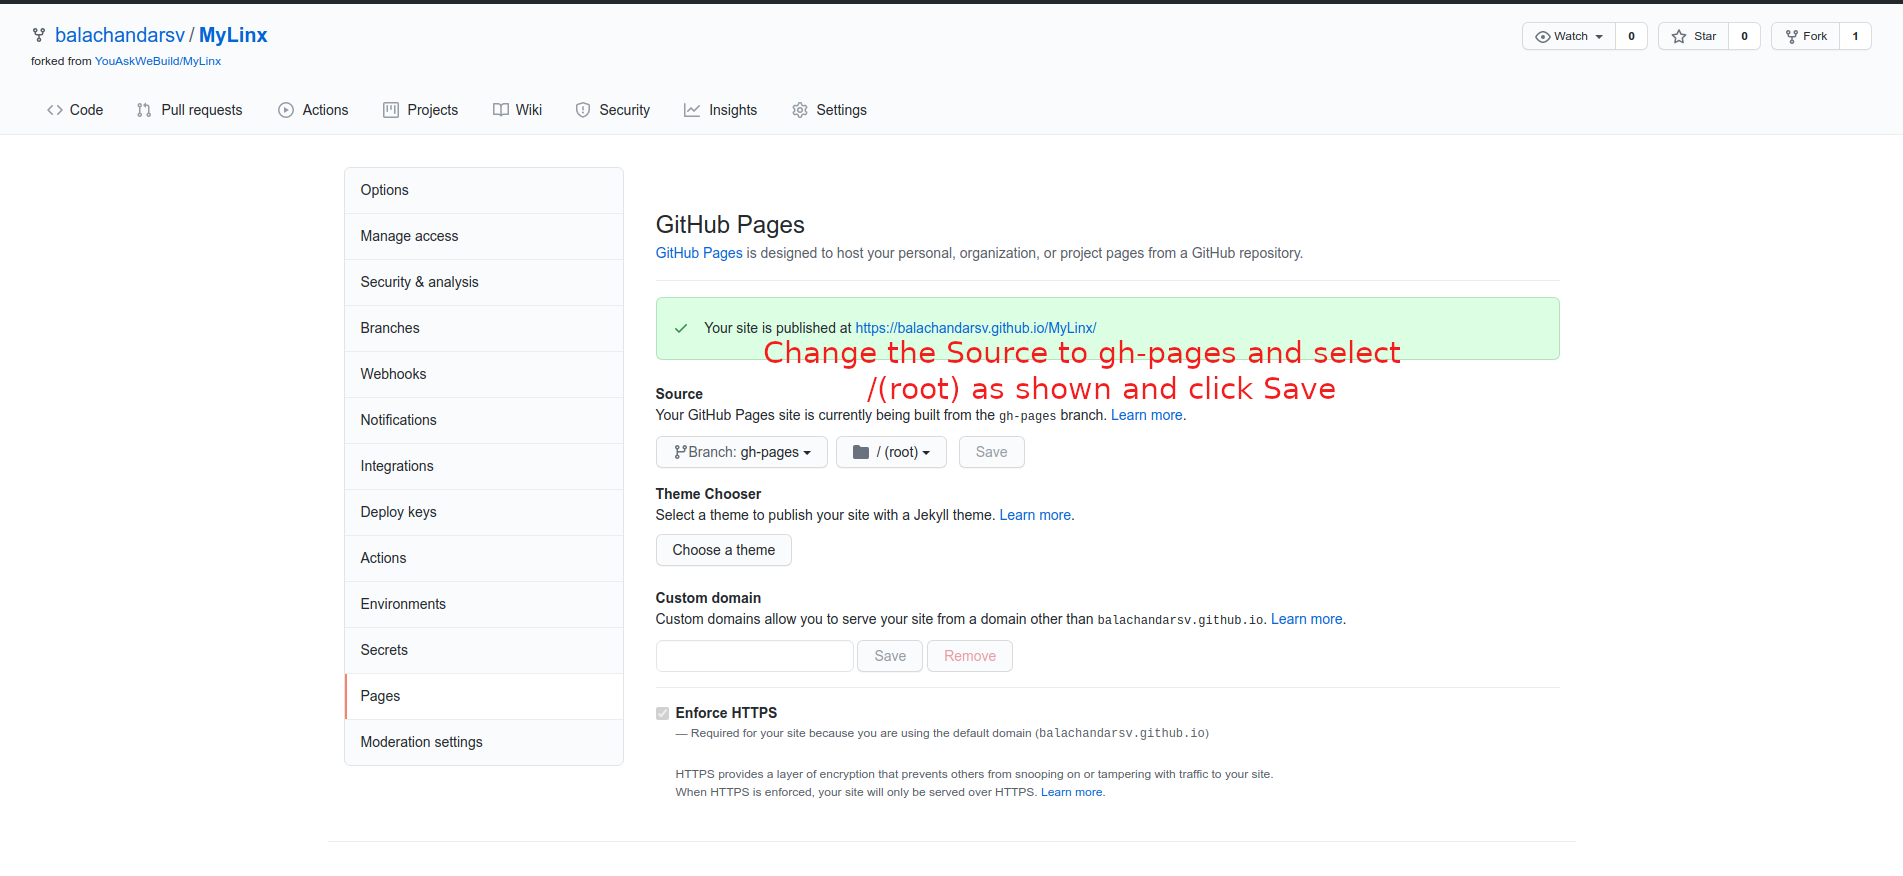 balachandarsv / MyLinx
Watch 0 Star 0 Fork 1
forked from YouAskWeBuild/MyLinx
Code Pull requests Actions Projects Wiki Security Insights Settings
Options
Manage access
Security & analysis
Branches
Webhooks
Notifications
Integrations
Deploy keys
Actions
Environments
Secrets
Pages
Moderation settings
GitHub Pages
GitHub Pages is designed to host your personal, organization, or project pages from a GitHub repository.
Your site is published at https://balachandarsv.github.io/MyLinx/
Change the Source to gh-pages and select
/(root) as shown and click Save
Source
Your GitHub Pages site is currently being built from the gh-pages branch. Learn more.
Branch: gh-pages / (root) Save
Theme Chooser
Select a theme to publish your site with a Jekyll theme. Learn more.
Choose a theme
Custom domain
Custom domains allow you to serve your site from a domain other than balachandarsv.github.io. Learn more.
Save Remove
Enforce HTTPS
— Required for your site because you are using the default domain (balachandarsv.github.io)
HTTPS provides a layer of encryption that prevents others from snooping on or tampering with traffic to your site.
When HTTPS is enforced, your site will only be served over HTTPS. Learn more.